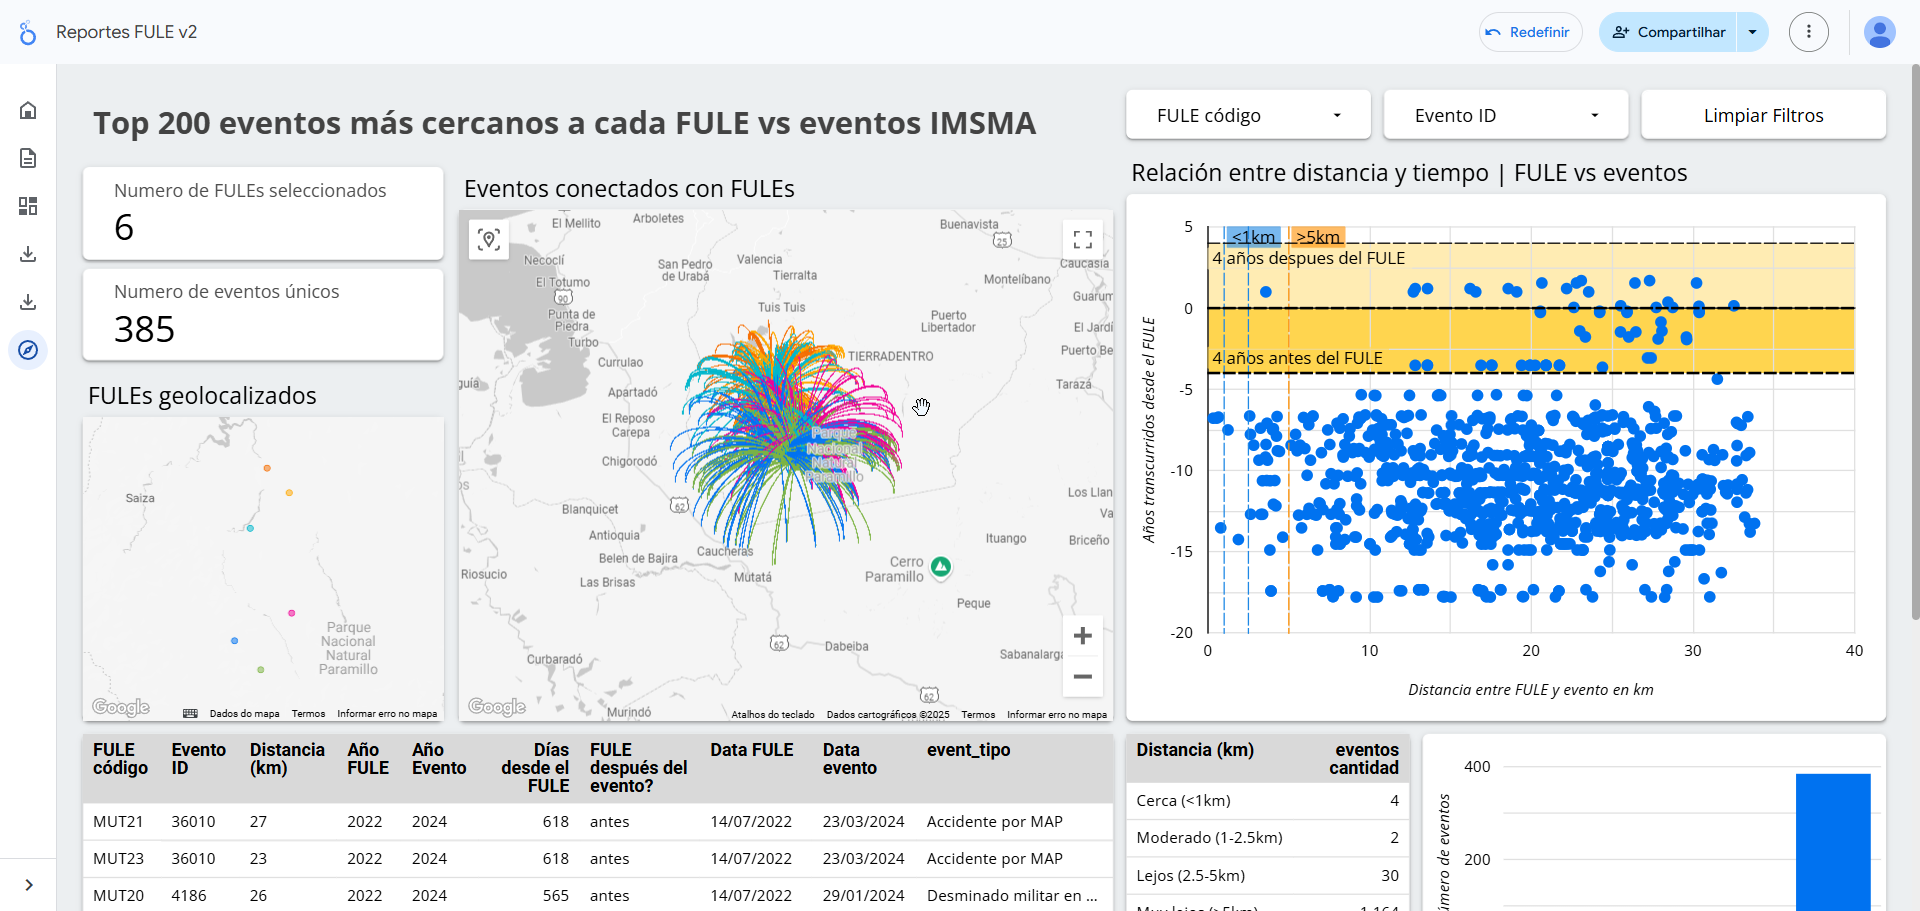 Reportes FULE v2
Redefinir
Compartilhar
Top 200 eventos más cercanos a cada FULE vs eventos IMSMA
FULE código
Evento ID
Limpiar Filtros
Numero de FULEs seleccionados
6
Numero de eventos únicos
385
FULEs geolocalizados
Saiza
Parque
Nacional
Natural
Paramillo
Google
Dados do mapa
Termos
Informar erro no mapa
Eventos conectados con FULEs
El Mellito
Arboletes
Buenavista
25
Necoclí
San Pedro
de Urabá
Valencia
Tierralta
Montelíbano
Caucasia
El Totumo
90
Punta de
Piedra
Turbo
Tuis Tuis
Puerto
Libertador
El Jardí
Currulao
TIERRADENTRO
Puerto Be
Apartadó
Tarazá
El Reposo
Carepa
Parque
Nacional
Natural
Paramillo
Chigorodó
62
Los Llan
Blanquicet
Va
Antioquia
Ituango
Briceño
Belen de Bajira
Caucheras
Riosucio
Las Brisas
Mutatá
Cerro
Paramillo
Peque
62
Dabeiba
Sabanalarga
Curbaradó
62
Murindó
Google
Atalhos do teclado
Dados cartográficos ©2025
Termos
Informar erro no mapa
Relación entre distancia y tiempo | FULE vs eventos
<1km
>5km
4 años despues del FULE
4 años antes del FULE
5
0
-5
-10
-15
-20
0
10
20
30
40
Años transcurridos desde el FULE
Distancia entre FULE y evento en km
FULE código
Evento ID
Distancia (km)
Año FULE
Año Evento
Días desde el FULE
FULE después del evento?
Data FULE
Data evento
event_tipo
MUT21 36010 27 2022 2024 618 antes 14/07/2022 23/03/2024 Accidente por MAP
MUT23 36010 23 2022 2024 618 antes 14/07/2022 23/03/2024 Accidente por MAP
MUT20 4186 26 2022 2024 565 antes 14/07/2022 29/01/2024 Desminado militar en ...
Distancia (km)
eventos cantidad
Cerca (<1km) 4
Moderado (1-2.5km) 2
Lejos (2.5-5km) 30
400
200